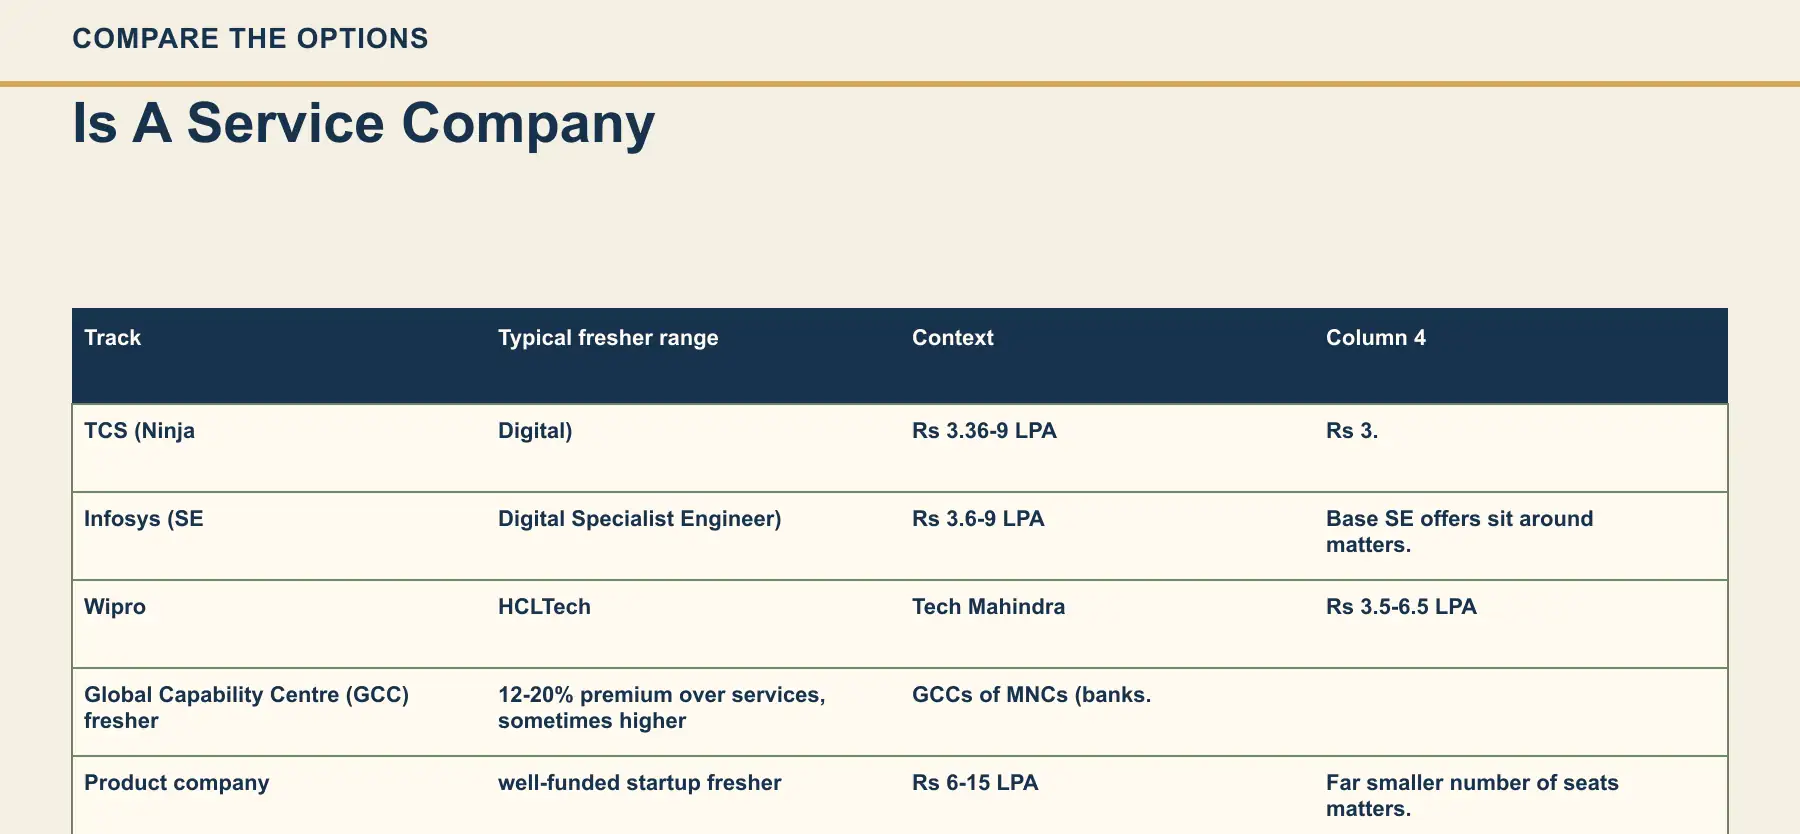 COMPARE THE OPTIONS
Is A Service Company
Track Typical fresher range Context Column 4
TCS (Ninja Digital) Rs 3.36-9 LPA Rs 3.
Infosys (SE Digital Specialist Engineer) Rs 3.6-9 LPA Base SE offers sit around
matters.
Wipro HCLTech Tech Mahindra Rs 3.5-6.5 LPA
Global Capability Centre (GCC) 12-20% premium over services, GCCs of MNCs (banks.
fresher sometimes higher
Product company well-funded startup fresher Rs 6-15 LPA Far smaller number of seats
matters.